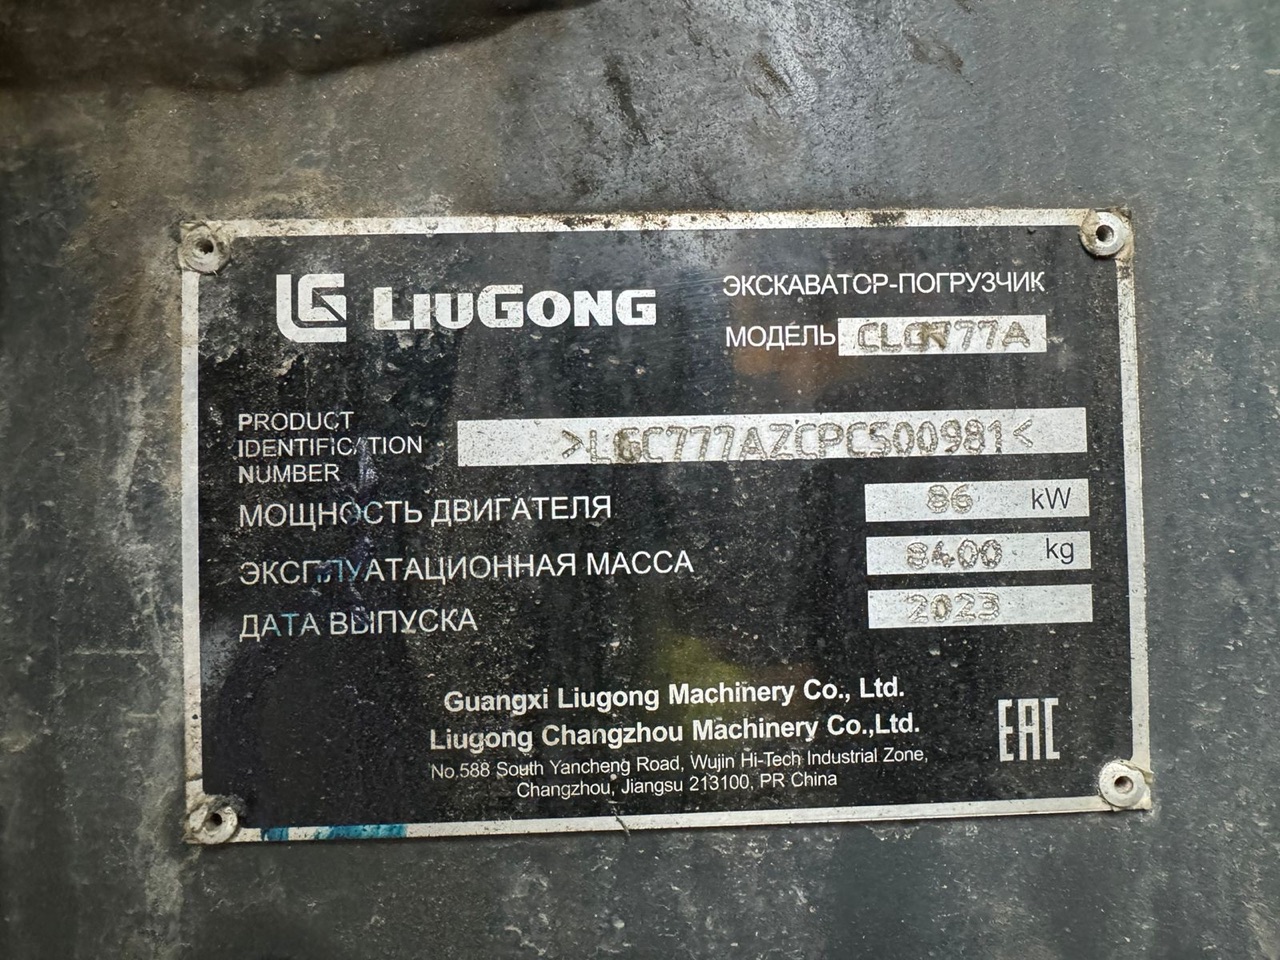 LG LIUGONG
ЭКСКАВАТОР-ПОГРУЗЧИК
МОДЕЛЬ CLG777A
PRODUCT
IDENTIFICATION
NUMBER
>LGC777AZCPC500981<
МОЩНОСТЬ ДВИГАТЕЛЯ 86 kW
ЭКСПЛУАТАЦИОННАЯ МАССА 8400 kg
ДАТА ВЫПУСКА 2023
Guangxi Liugong Machinery Co., Ltd.
Liugong Changzhou Machinery Co.,Ltd.
No.588 South Yancheng Road, Wujin Hi-Tech Industrial Zone,
Changzhou, Jiangsu 213100, PR China
EAC